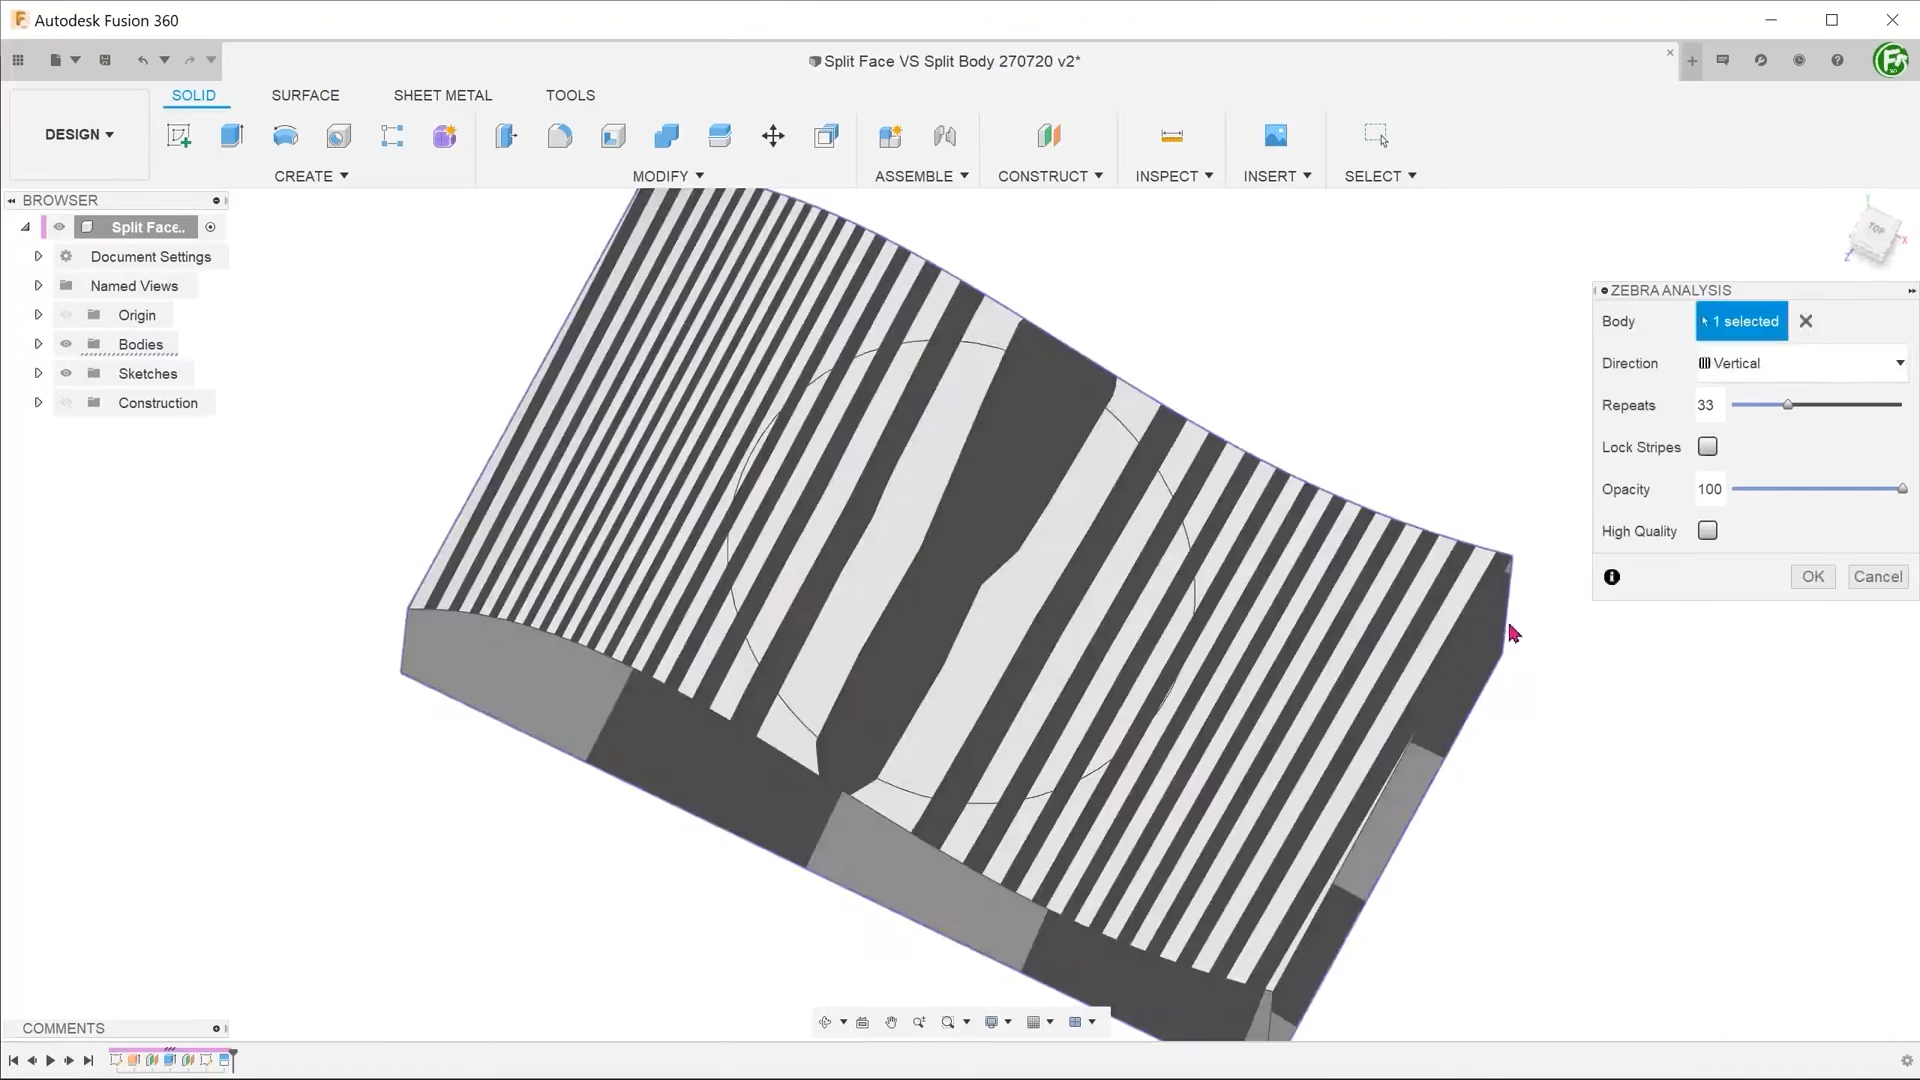 Autodesk Fusion 360
Split Face VS Split Body 270720 v2*
SOLID
SURFACE
SHEET METAL
TOOLS
DESIGN
CREATE
MODIFY
ASSEMBLE
CONSTRUCT
INSPECT
INSERT
SELECT
BROWSER
Split Face..
Document Settings
Named Views
Origin
Bodies
Sketches
Construction
TOP
Y
X
Z
ZEBRA ANALYSIS
Body
1 selected
Direction
Vertical
Repeats
33
Lock Stripes
Opacity
100
High Quality
OK
Cancel
COMMENTS